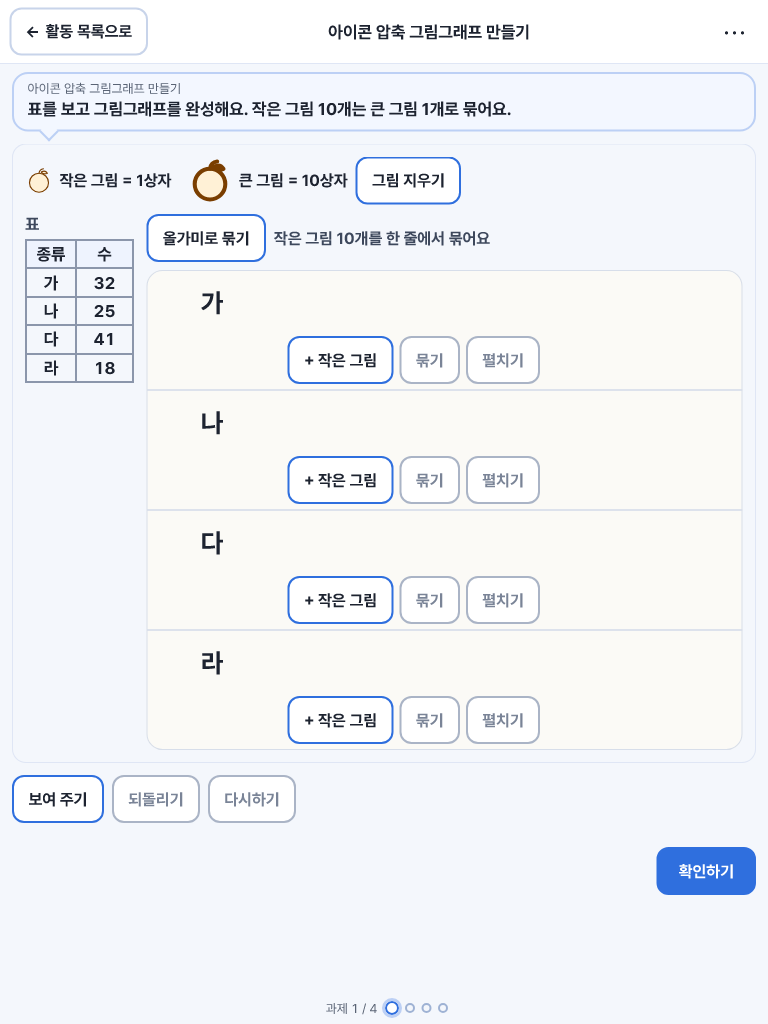 ← 활동 목록으로
아이콘 압축 그림그래프 만들기
...
아이콘 압축 그림그래프 만들기
표를 보고 그림그래프를 완성해요. 작은 그림 10개는 큰 그림 1개로 묶어요.
작은 그림 = 1상자 큰 그림 = 10상자 그림 지우기
표
종류 수
가 32
나 25
다 41
라 18
올가미로 묶기 작은 그림 10개를 한 줄에서 묶어요
가
+ 작은 그림 묶기 펼치기
나
+ 작은 그림 묶기 펼치기
다
+ 작은 그림 묶기 펼치기
라
+ 작은 그림 묶기 펼치기
보여 주기 되돌리기 다시하기
확인하기
과제 1 / 4